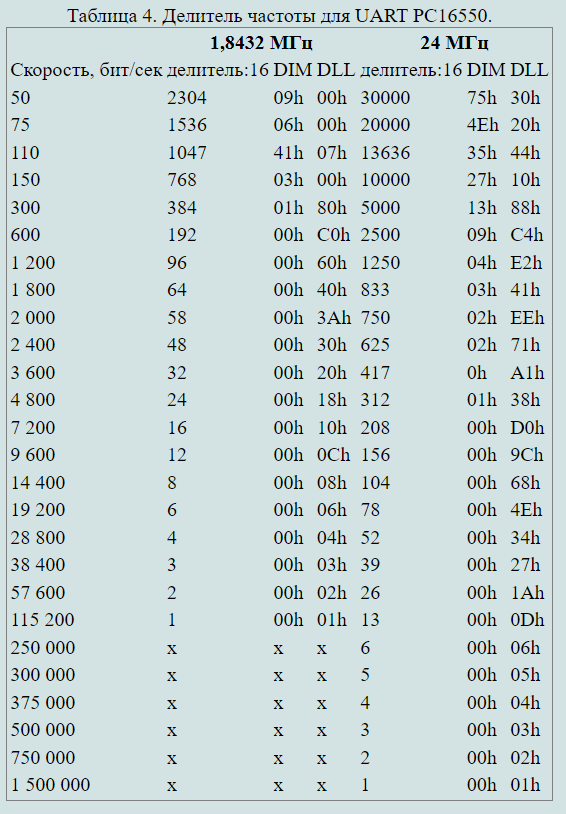 Таблица 4. Делитель частоты для UART PC16550.
1,8432 МГц 24 МГц
Скорость, бит/сек делитель:16 DIM DLL делитель:16 DIM DLL
50 2304 09h 00h 30000 75h 30h
75 1536 06h 00h 20000 4Eh 20h
110 1047 41h 07h 13636 35h 44h
150 768 03h 00h 10000 27h 10h
300 384 01h 80h 5000 13h 88h
600 192 00h C0h 2500 09h C4h
1 200 96 00h 60h 1250 04h E2h
1 800 64 00h 40h 833 03h 41h
2 000 58 00h 3Ah 750 02h EEh
2 400 48 00h 30h 625 02h 71h
3 600 32 00h 20h 417 0h A1h
4 800 24 00h 18h 312 01h 38h
7 200 16 00h 10h 208 00h D0h
9 600 12 00h 0Ch 156 00h 9Ch
14 400 8 00h 08h 104 00h 68h
19 200 6 00h 06h 78 00h 4Eh
28 800 4 00h 04h 52 00h 34h
38 400 3 00h 03h 39 00h 27h
57 600 2 00h 02h 26 00h 1Ah
115 200 1 00h 01h 13 00h 0Dh
250 000 x x x 6 00h 06h
300 000 x x x 5 00h 05h
375 000 x x x 4 00h 04h
500 000 x x x 3 00h 03h
750 000 x x x 2 00h 02h
1 500 000 x x x 1 00h 01h